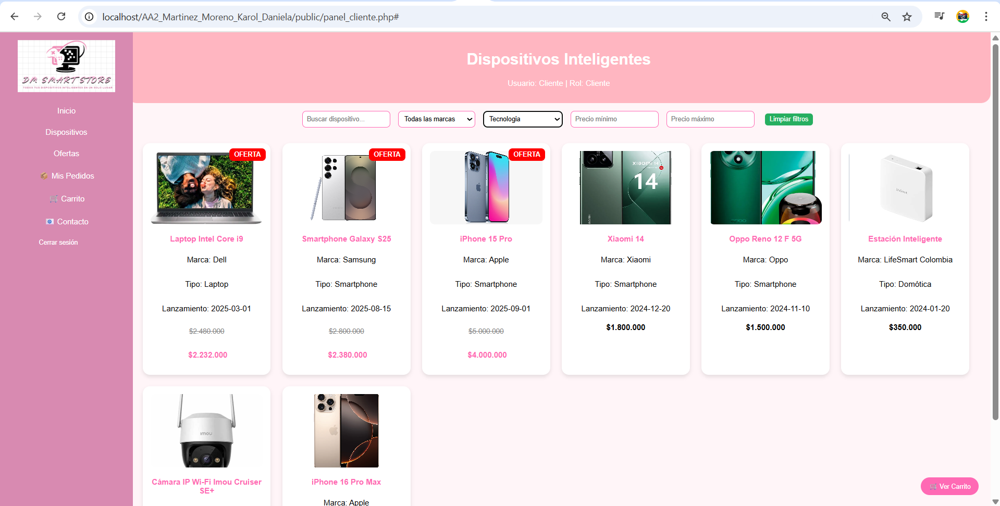 localhost/AA2_Martinez_Moreno_Karol_Daniela/public/panel_cliente.php#
DM SMART STORE
TODOS TUS DISPOSITIVOS INTELIGENTES EN UN SOLO LUGAR
Inicio
Dispositivos
Ofertas
Mis Pedidos
Carrito
Contacto
Cerrar sesión
Dispositivos Inteligentes
Usuario: Cliente | Rol: Cliente
Buscar dispositivo...
Todas las marcas
Tecnologia
Precio mínimo
Precio máximo
Limpiar filtros
OFERTA
Laptop Intel Core i9
Marca: Dell
Tipo: Laptop
Lanzamiento: 2025-03-01
$2.480.000
$2.232.000
OFERTA
Smartphone Galaxy S25
Marca: Samsung
Tipo: Smartphone
Lanzamiento: 2025-08-15
$2.800.000
$2.380.000
OFERTA
iPhone 15 Pro
Marca: Apple
Tipo: Smartphone
Lanzamiento: 2025-09-01
$5.000.000
$4.000.000
xiaomi 14
14
xiaomi
Xiaomi 14
Marca: Xiaomi
Tipo: Smartphone
Lanzamiento: 2024-12-20
$1.800.000
Oppo Reno 12 F 5G
Marca: Oppo
Tipo: Smartphone
Lanzamiento: 2024-11-10
$1.500.000
LifeSmart
Estación Inteligente
Marca: LifeSmart Colombia
Tipo: Domótica
Lanzamiento: 2024-01-20
$350.000
imou
Cámara IP Wi-Fi Imou Cruiser
SE+
iPhone 16 Pro Max
Marca: Apple
Ver Carrito